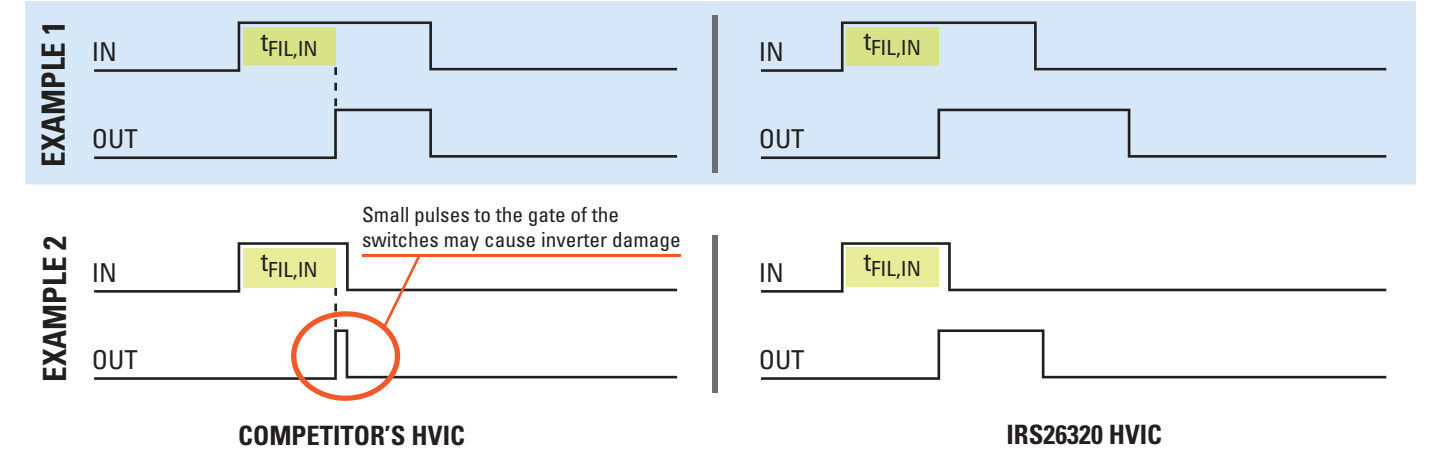 EXAMPLE 1
IN
tFIL,IN
OUT
IN
tFIL,IN
OUT
EXAMPLE 2
Small pulses to the gate of the
switches may cause inverter damage
IN
tFIL,IN
OUT
IN
tFIL,IN
OUT
COMPETITOR’S HVIC
IRS26320 HVIC